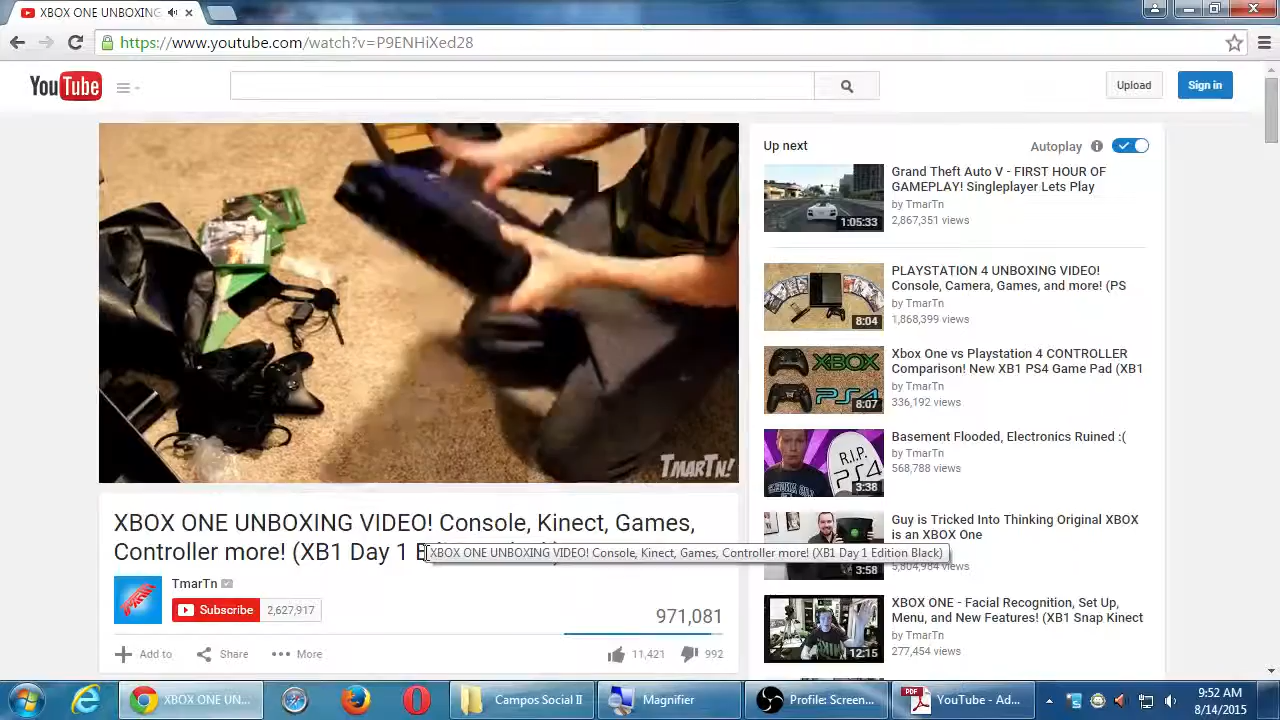 XBOX ONE UNBOXING
https://www.youtube.com/watch?v=P9ENHiXed28
YouTube
Upload
Sign in
TmarTn!
XBOX ONE UNBOXING VIDEO! Console, Kinect, Games,
Controller more! (XB1 Day 1 E
XBOX ONE UNBOXING VIDEO! Console, Kinect, Games, Controller more! (XB1 Day 1 Edition Black)
TmarTn
Subscribe 2,627,917
971,081
Add to Share More 11,421 992
Up next
Autoplay
Grand Theft Auto V - FIRST HOUR OF
GAMEPLAY! Singleplayer Lets Play
by TmarTn
2,867,351 views
1:05:33
PLAYSTATION 4 UNBOXING VIDEO!
Console, Camera, Games, and more! (PS
by TmarTn
1,868,399 views
8:04
Xbox One vs Playstation 4 CONTROLLER
Comparison! New XB1 PS4 Game Pad (XB1
by TmarTn
336,192 views
XBOX
PS4
8:07
Basement Flooded, Electronics Ruined :(
by TmarTn
568,788 views
R.I.P.
PS4
3:38
Guy is Tricked Into Thinking Original XBOX
is an XBOX One
5,804,984 views
3:58
XBOX ONE - Facial Recognition, Set Up,
Menu, and New Features! (XB1 Snap Kinect
by TmarTn
277,454 views
12:15
XBOX ONE UN...
Campos Social II
Magnifier
Profile: Screen...
PDF
YouTube - Ad...
9:52 AM
8/14/2015